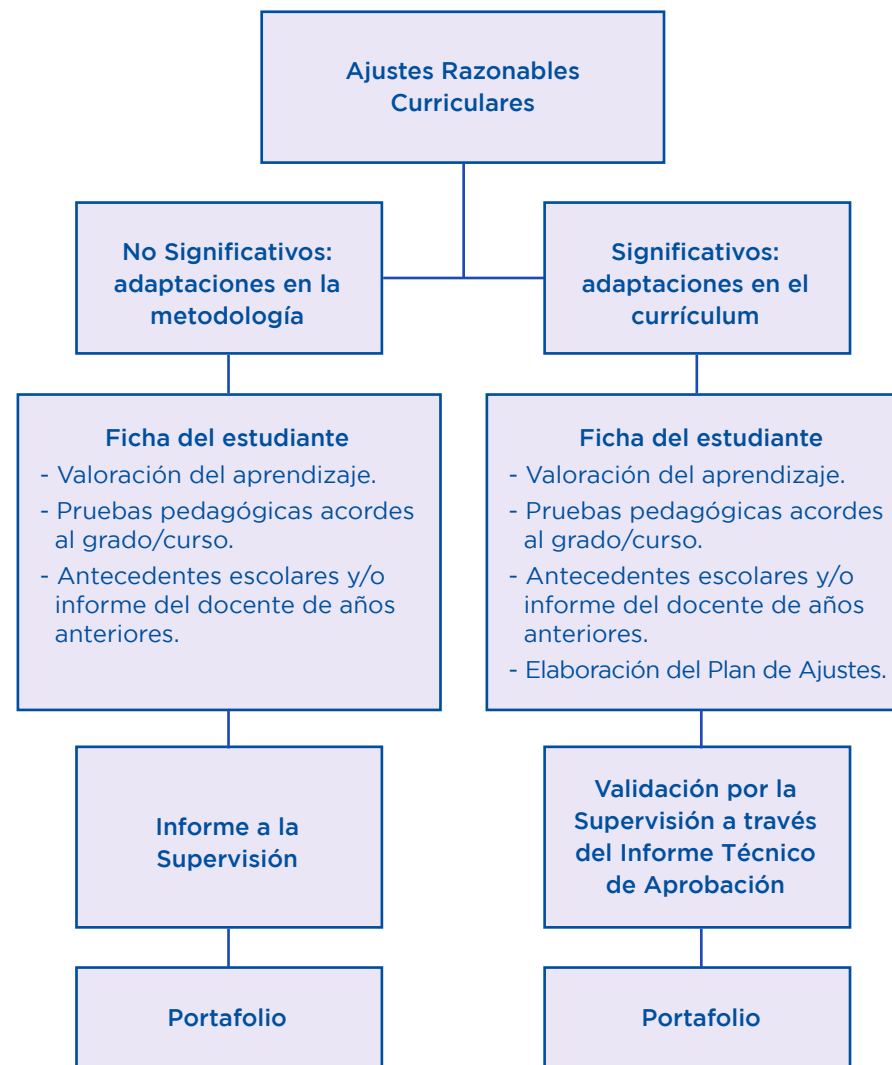 Ajustes Razonables
Curriculares
No Significativos:
adaptaciones en la
metodología
Significativos:
adaptaciones en el
currículum
Ficha del estudiante
- Valoración del aprendizaje.
- Pruebas pedagógicas acordes
al grado/curso.
- Antecedentes escolares y/o
informe del docente de años
anteriores.
Ficha del estudiante
- Valoración del aprendizaje.
- Pruebas pedagógicas acordes
al grado/curso.
- Antecedentes escolares y/o
informe del docente de años
anteriores.
- Elaboración del Plan de Ajustes.
Informe a la
Supervisión
Validación por la
Supervisión a través
del Informe Técnico
de Aprobación
Portafolio
Portafolio